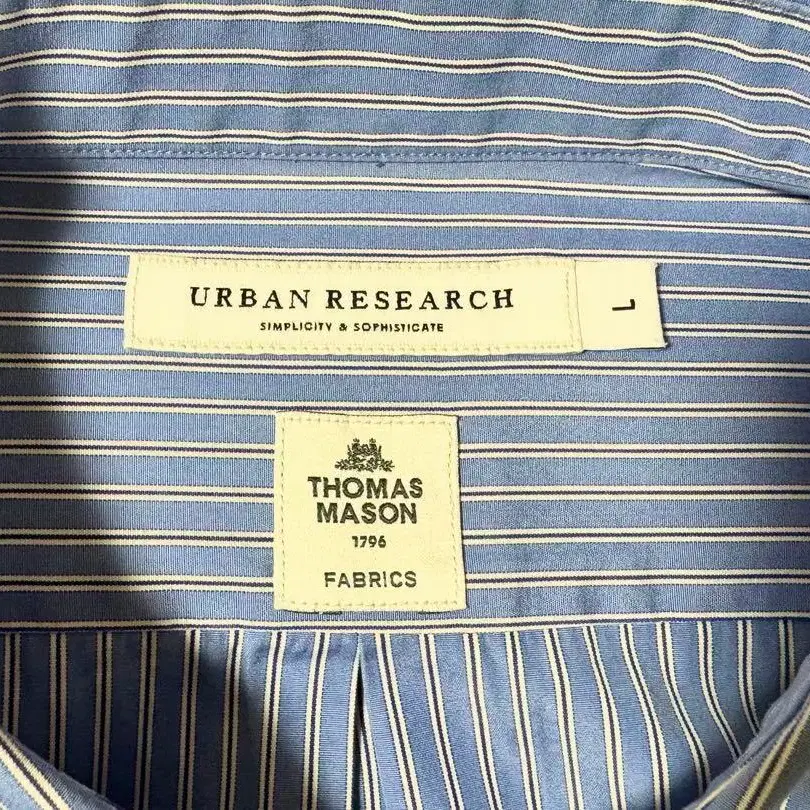 URBAN RESEARCH
SIMPLICITY & SOPHISTICATE
L
THOMAS
MASON
1796
FABRICS